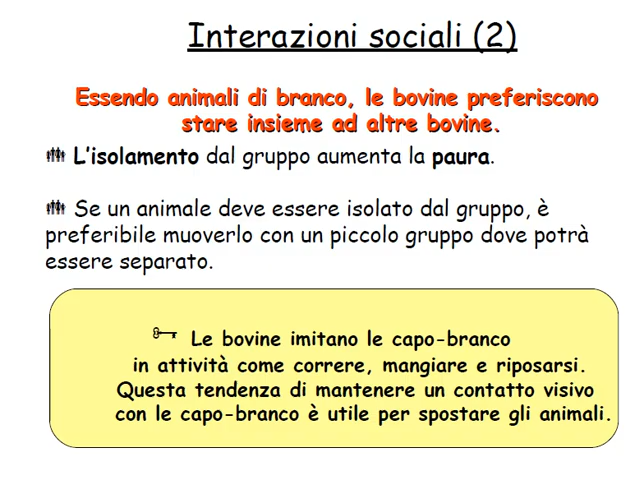 Interazioni sociali (2)
Essendo animali di branco, le bovine preferiscono
stare insieme ad altre bovine.
L'isolamento dal gruppo aumenta la paura.
Se un animale deve essere isolato dal gruppo, è
preferibile muoverlo con un piccolo gruppo dove potrà
essere separato.
Le bovine imitano le capo-branco
in attività come correre, mangiare e riposarsi.
Questa tendenza di mantenere un contatto visivo
con le capo-branco è utile per spostare gli animali.